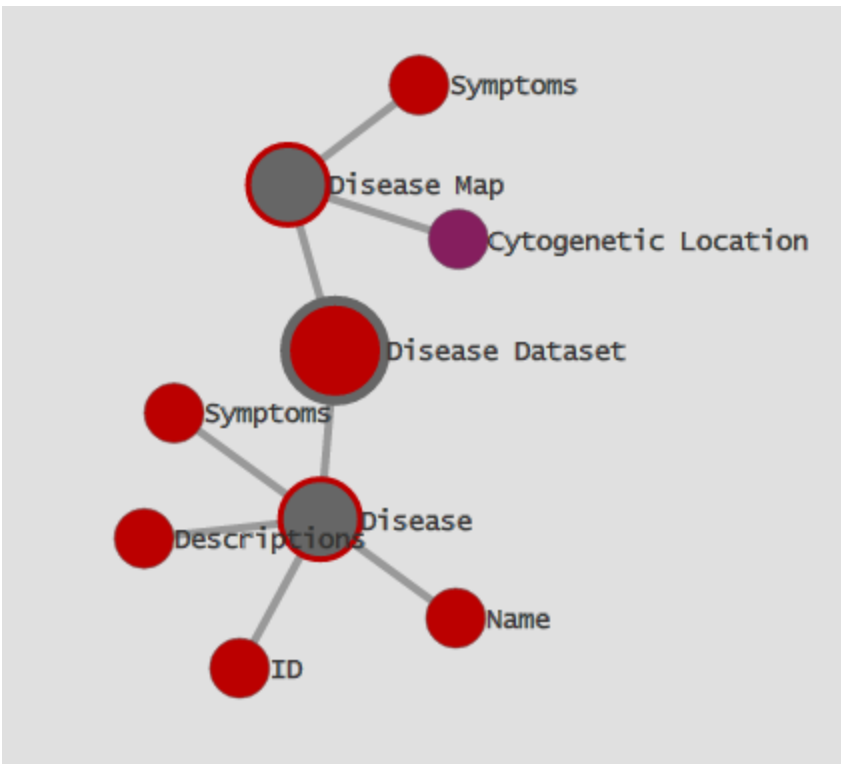 Symptoms
Disease Map
Cytogenetic Location
Disease Dataset
Symptoms
Disease
Descriptions
Name
ID